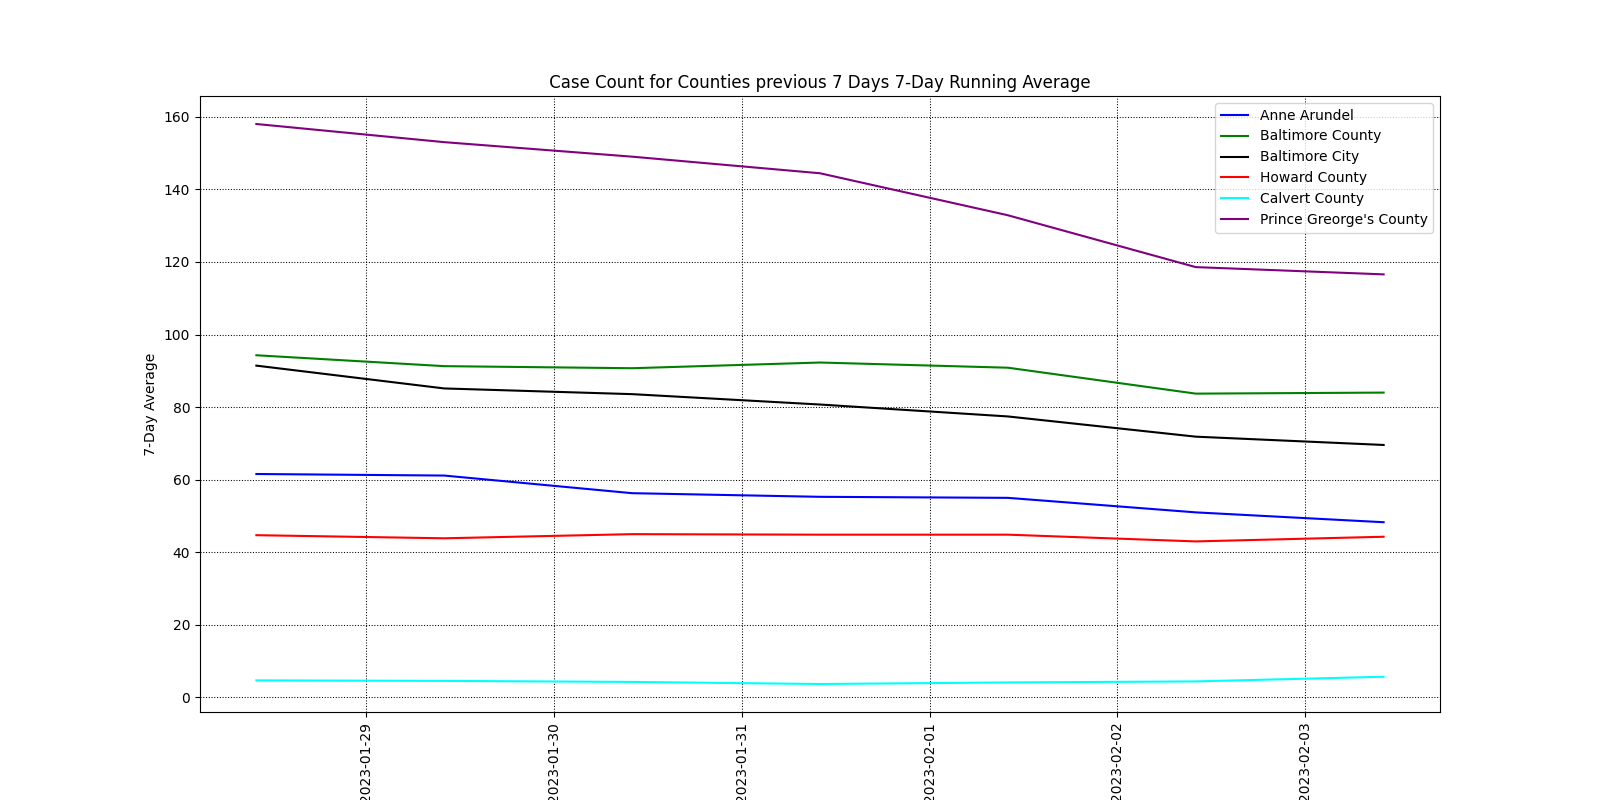 Case Count for Counties previous 7 Days 7-Day Running Average
160
140
120
100
80
60
40
20
0
7-Day Average
Anne Arundel
Baltimore County
Baltimore City
Howard County
Calvert County
Prince Greorge's County
2023-01-29
2023-01-30
2023-01-31
2023-02-01
2023-02-02
2023-02-03